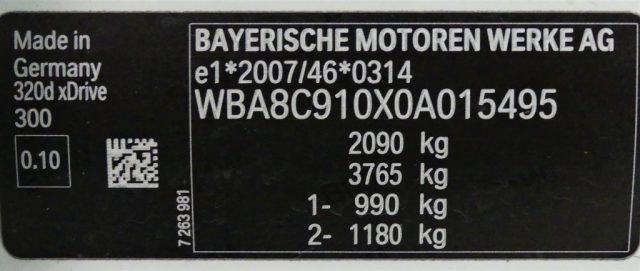 Made in
Germany
320d xDrive
300
0.10
7 263 981
BAYERISCHE MOTOREN WERKE AG
e1*2007/46*0314
WBA8C910X0A015495
2090 kg
3765 kg
1- 990 kg
2- 1180 kg